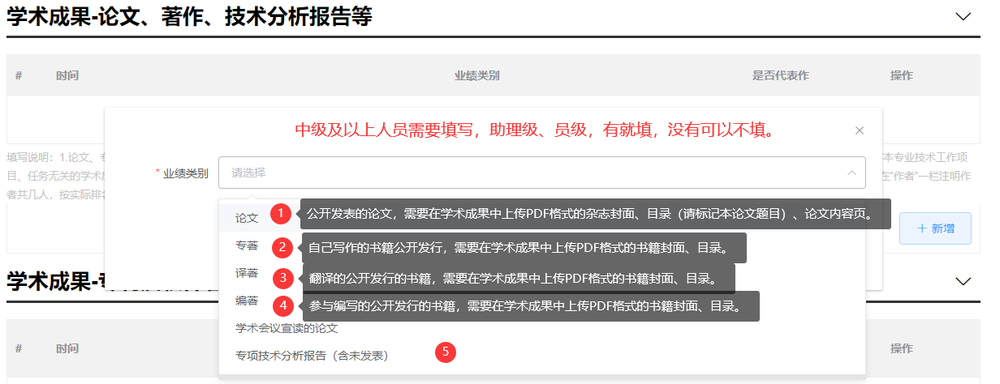 学术成果-论文、著作、技术分析报告等
# 时间 业绩类别 是否代表作 操作
中级及以上人员需要填写，助理级、员级，有就填，没有可以不填。
填写说明：1.论文、专
本专业技术工作项
* 业绩类别 请选择
目、任务无关的学术成
在“作者”一栏注明作
者共几人，按实际排名
论文 1 公开发表的论文，需要在学术成果中上传PDF格式的杂志封面、目录（请标记本论文题目）、论文内容页。
+ 新增
专著 2 自己写作的书籍公开发行，需要在学术成果中上传PDF格式的书籍封面、目录。
译著 3 翻译的公开发行的书籍，需要在学术成果中上传PDF格式的书籍封面、目录。
学术成果-专
编著 4 参与编写的公开发行的书籍，需要在学术成果中上传PDF格式的书籍封面、目录。
学术会议宣读的论文
# 时间 操作
专项技术分析报告（含未发表） 5